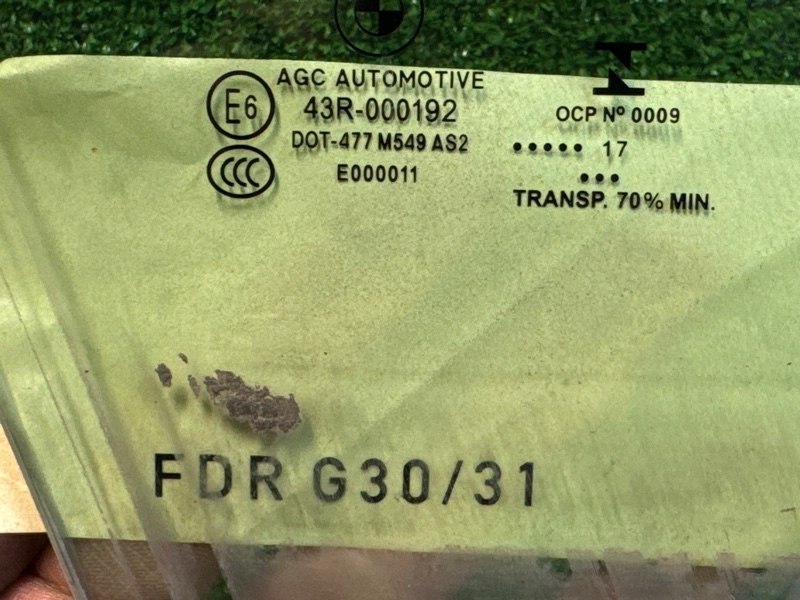 AGC AUTOMOTIVE
E6
43R-000192
OCP Nº 0009
DOT-477 M549 AS2
••••• 17
CCC
E000011
•••
TRANSP. 70% MIN.
FDR G30/31